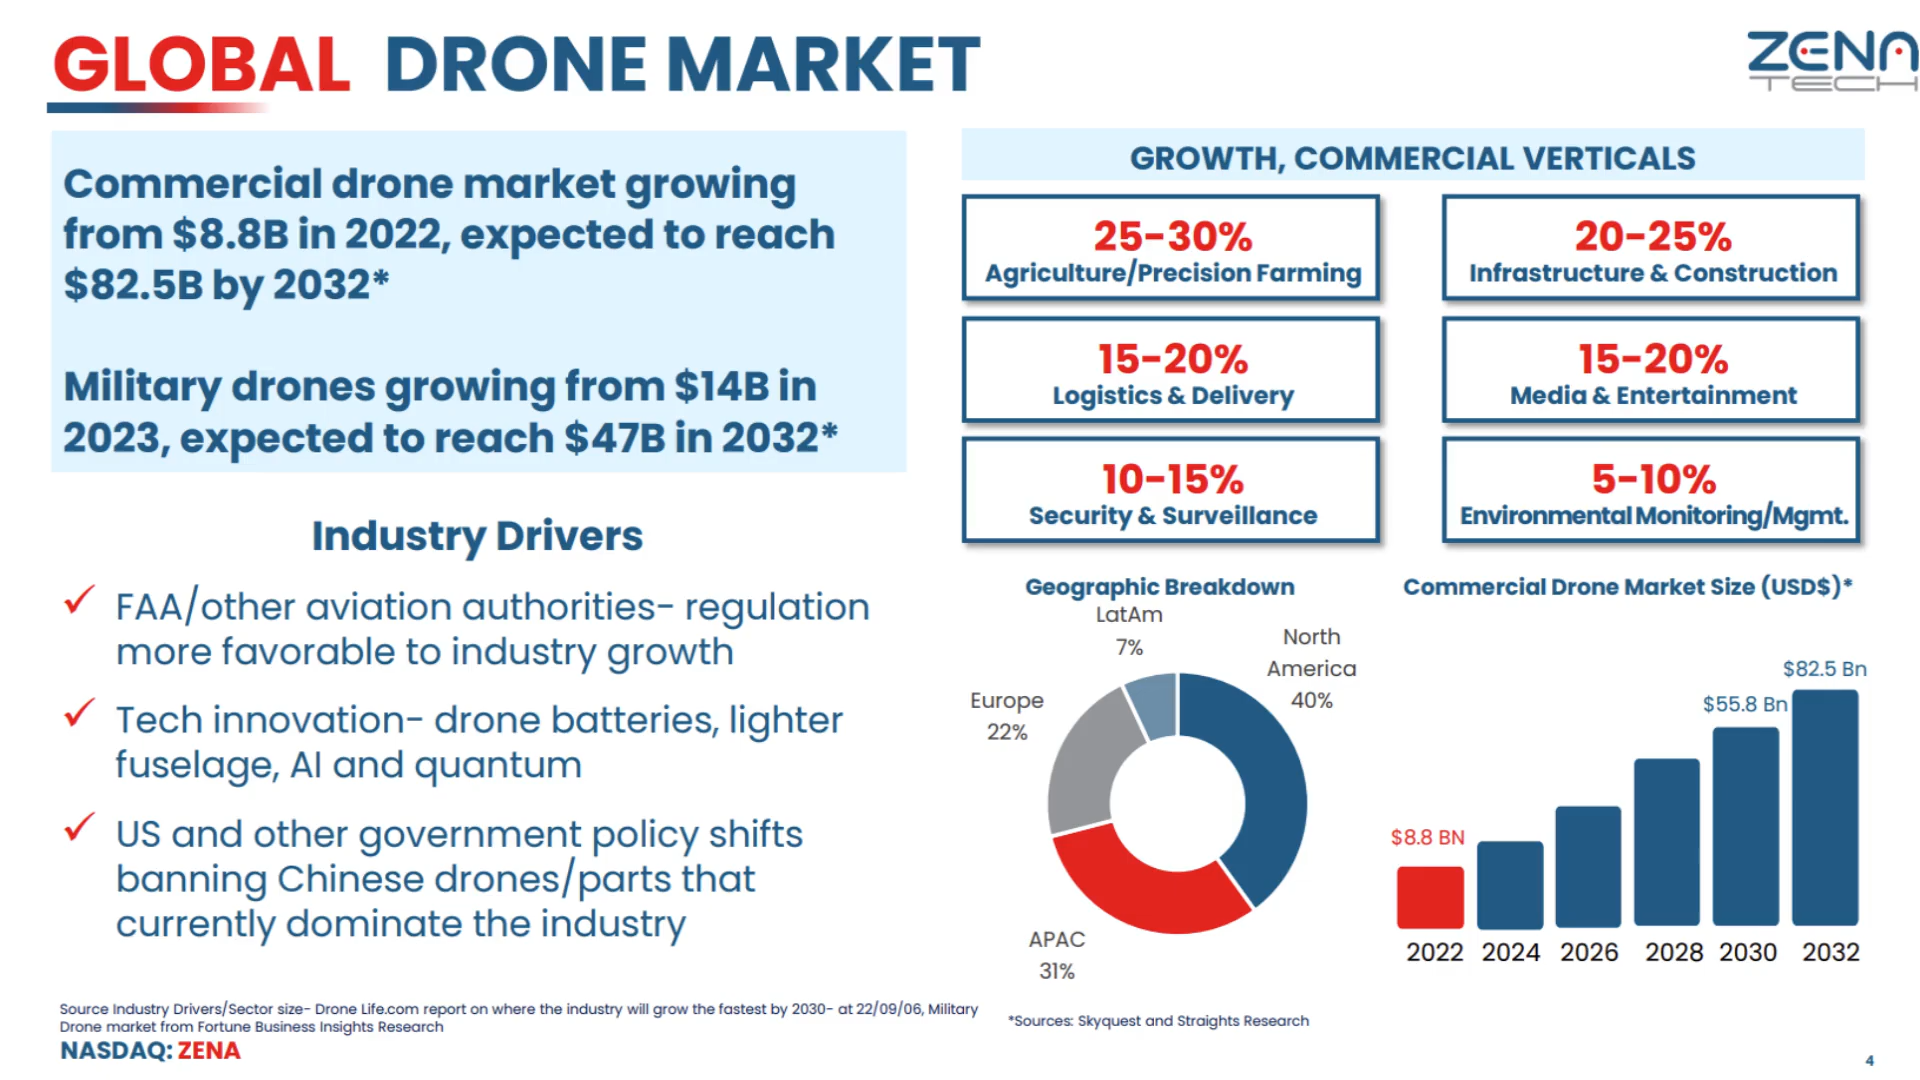 GLOBAL DRONE MARKET
ZENA
TECH
Commercial drone market growing
from $8.8B in 2022, expected to reach
$82.5B by 2032*
Military drones growing from $14B in
2023, expected to reach $47B in 2032*
Industry Drivers
✓ FAA/other aviation authorities- regulation
more favorable to industry growth
✓ Tech innovation- drone batteries, lighter
fuselage, AI and quantum
✓ US and other government policy shifts
banning Chinese drones/parts that
currently dominate the industry
GROWTH, COMMERCIAL VERTICALS
25-30%
Agriculture/Precision Farming
20-25%
Infrastructure & Construction
15-20%
Logistics & Delivery
15-20%
Media & Entertainment
10-15%
Security & Surveillance
5-10%
Environmental Monitoring/Mgmt.
Geographic Breakdown
LatAm
7%
North
America
40%
Europe
22%
APAC
31%
Commercial Drone Market Size (USD$)*
$82.5 Bn
$55.8 Bn
$8.8 BN
2022 2024 2026 2028 2030 2032
Source Industry Drivers/Sector size- Drone Life.com report on where the industry will grow the fastest by 2030- at 22/09/06, Military
Drone market from Fortune Business Insights Research
*Sources: Skyquest and Straights Research
NASDAQ: ZENA
4